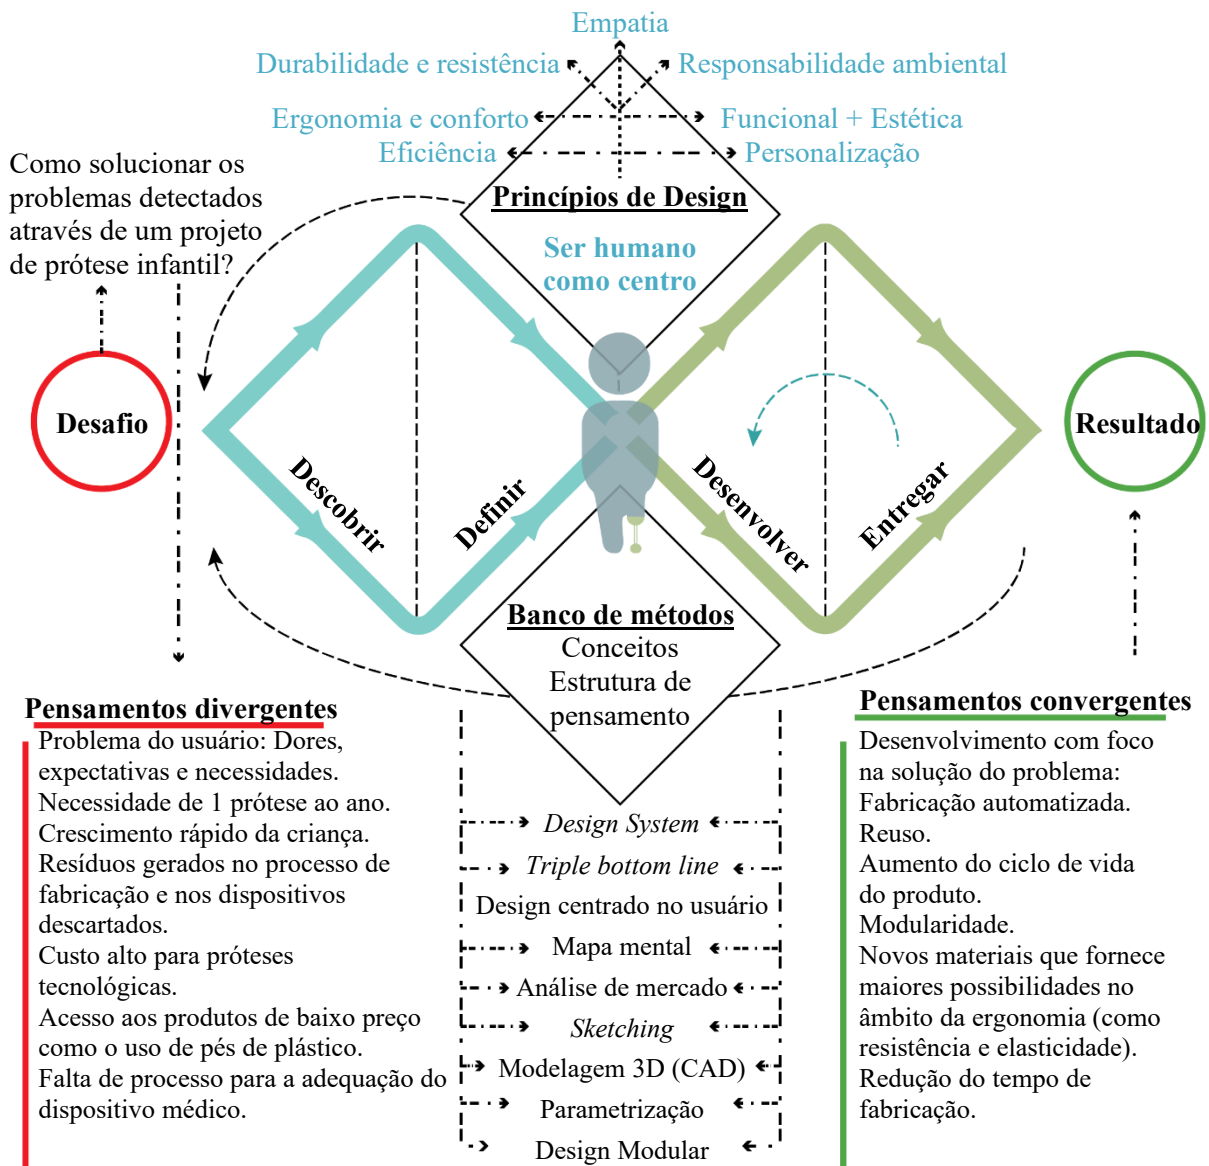 Empatia
Durabilidade e resistência
Responsabilidade ambiental
Ergonomia e conforto
Funcional + Estética
Eficiência
Personalização
Como solucionar os
problemas detectados
através de um projeto
de prótese infantil?
Princípios de Design
Ser humano
como centro
Desafio
Resultado
Descobrir
Definir
Desenvolver
Entregar
Banco de métodos
Conceitos
Estrutura de
pensamento
Pensamentos divergentes
Problema do usuário: Dores,
expectativas e necessidades.
Necessidade de 1 prótese ao ano.
Crescimento rápido da criança.
Resíduos gerados no processo de
fabricação e nos dispositivos
descartados.
Custo alto para próteses
tecnológicas.
Acesso aos produtos de baixo preço
como o uso de pés de plástico.
Falta de processo para a adequação do
dispositivo médico.
Design System
Triple bottom line
Design centrado no usuário
Mapa mental
Análise de mercado
Sketching
Modelagem 3D (CAD)
Parametrização
Design Modular
Pensamentos convergentes
Desenvolvimento com foco
na solução do problema:
Fabricação automatizada.
Reuso.
Aumento do ciclo de vida
do produto.
Modularidade.
Novos materiais que fornece
maiores possibilidades no
âmbito da ergonomia (como
resistência e elasticidade).
Redução do tempo de
fabricação.